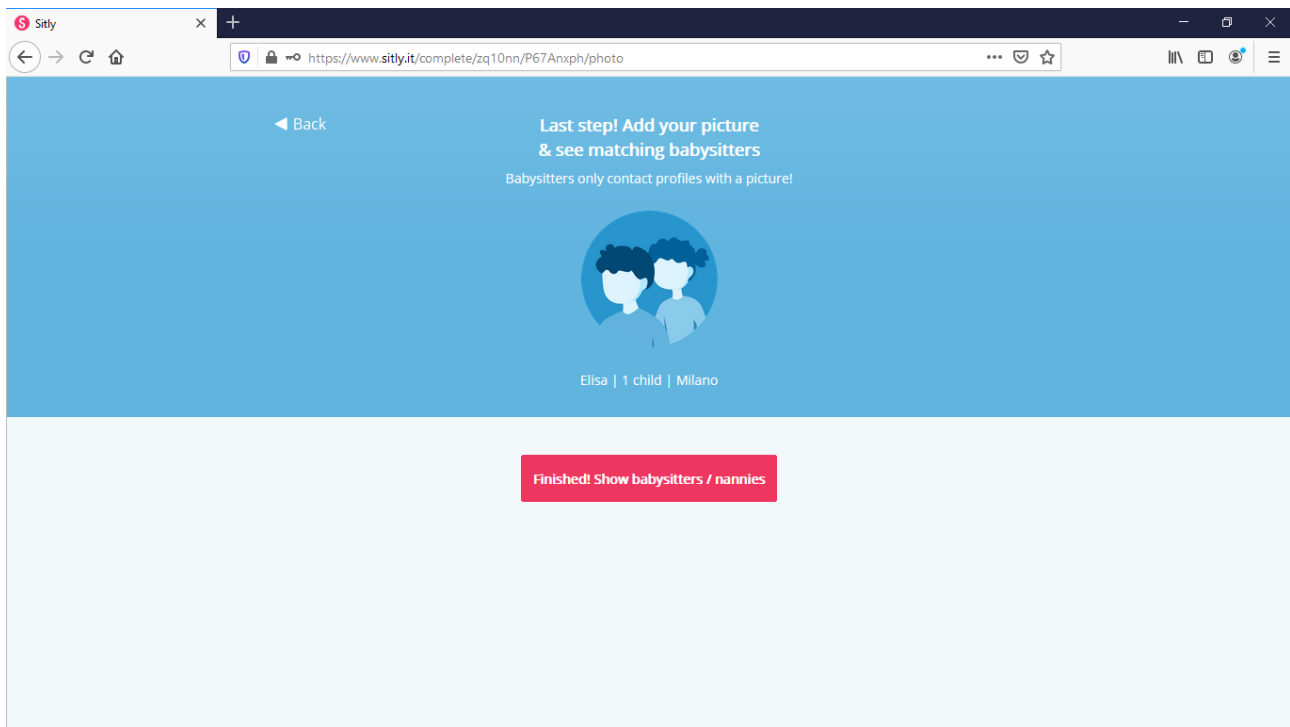 Sitly
https://www.sitly.it/complete/zq10nn/P67Anxph/photo
Back
Last step! Add your picture
& see matching babysitters
Babysitters only contact profiles with a picture!
Elisa | 1 child | Milano
Finished! Show babysitters / nannies